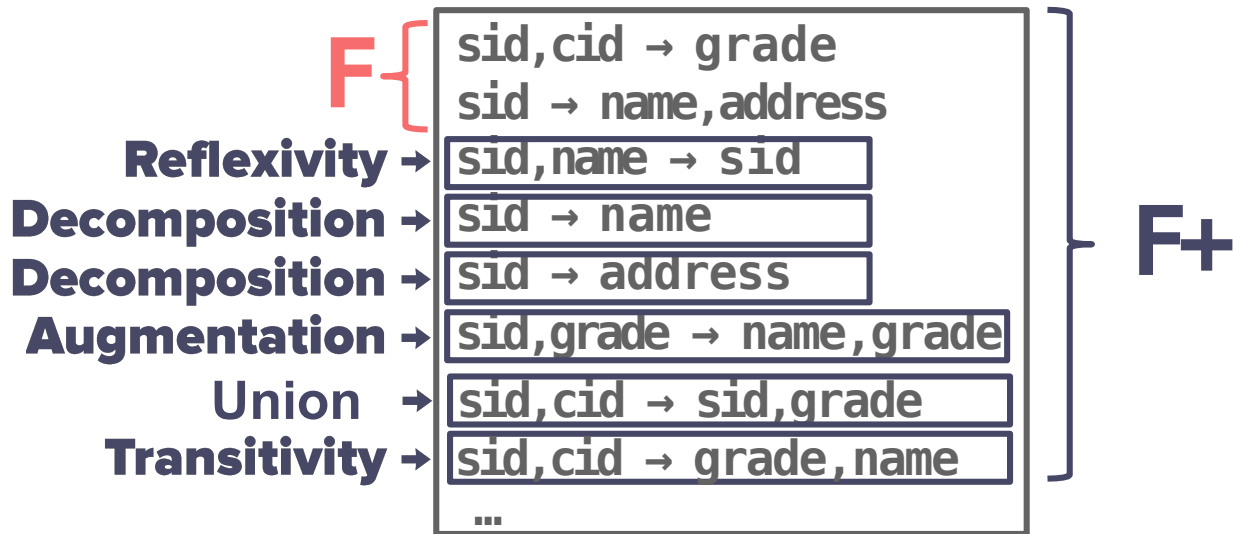 F
sid,cid → grade
sid → name,address
Reflexivity → sid,name → sid
Decomposition → sid → name
Decomposition → sid → address
Augmentation → sid,grade → name,grade
Union → sid,cid → sid,grade
Transitivity → sid,cid → grade,name
…
F+